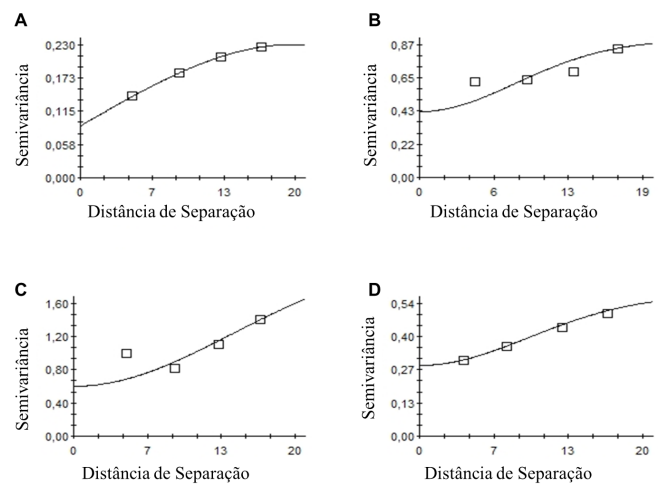 A
Semivariância
0,230
0,173
0,115
0,058
0,000
0 7 13 20
Distância de Separação
B
Semivariância
0,87
0,65
0,43
0,22
0,00
0 6 13 19
Distância de Separação
C
Semivariância
1,60
1,20
0,80
0,40
0,00
0 7 13 20
Distância de Separação
D
Semivariância
0,54
0,40
0,27
0,13
0,00
0 7 13 20
Distância de Separação